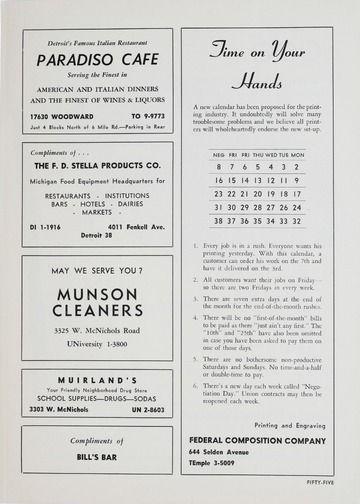 Detroit's Famous Italian Restaurant
PARADISO CAFE
Serving the Finest in
AMERICAN AND ITALIAN DINNERS
AND THE FINEST OF WINES & LIQUORS
17630 WOODWARD TO 9-9773
Just 4 Blocks North of 6 Mile Rd.—Parking in Rear
Compliments of . . .
THE F. D. STELLA PRODUCTS CO.
Michigan Food Equipment Headquarters for
RESTAURANTS - INSTITUTIONS
BARS - HOTELS - DAIRIES
- MARKETS -
DI 1-1916 4011 Fenkell Ave.
Detroit 38
MAY WE SERVE YOU?
MUNSON
CLEANERS
3325 W. McNichols Road
UNiversity 1-3800
MUIRLAND'S
Your Friendly Neighborhood Drug Store
SCHOOL SUPPLIES—DRUGS—SODAS
3303 W. McNichols UN 2-8603
Compliments of
BILL'S BAR
Time on Your
Hands
A new calendar has been proposed for the print-
ing industry. It undoubtedly will solve many
troublesome problems and we believe all print-
ers will wholeheartedly endorse the new set-up.
NEG FRI FRI THU WED TUE MON
8 7 6 5 4 3 2
16 15 14 13 12 11 9
23 22 21 20 19 18 17
31 30 29 28 26 24
38 37 36 35 34 33 32
1. Every job is in a rush. Everyone wants his
printing yesterday. With this calendar, a
customer can order his work on the 7th and
have it delivered on the 3rd.
2. All customers want their jobs on Friday—
so there are two Fridays in every week.
3. There are seven extra days at the end of
the month for the end-of-the-month rushes.
4. There will be no "first-of-the-month" bills
to be paid as there "just ain't any first." The
"10th" and "25th" have also been omitted
in case you have been asked to pay them on
one of those days.
5. There are no bothersome non-productive
Saturdays and Sundays. No time-and-a-half
or double-time to pay.
6. There's a new day each week called "Nego-
tiation Day." Union contracts may then be
reopened each week.
Printing and Engraving
FEDERAL COMPOSITION COMPANY
644 Selden Avenue
TEmple 3-5009
FIFTY-FIVE